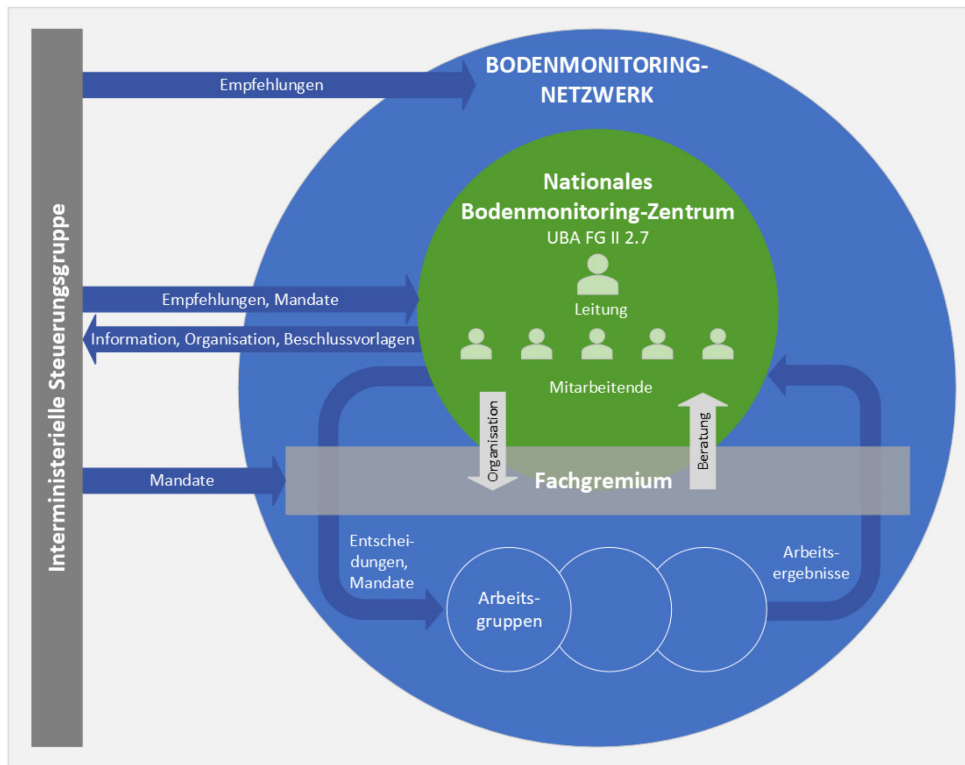 Interministerielle Steuerungsgruppe
BODENMONITORING-
NETZWERK
Empfehlungen
Nationales
Bodenmonitoring-Zentrum
UBA FG II 2.7
Leitung
Empfehlungen, Mandate
Information, Organisation, Beschlussvorlagen
Mitarbeitende
Organisation
Beratung
Mandate
Fachgremium
Entschei-
dungen,
Mandate
Arbeits-
gruppen
Arbeits-
ergebnisse